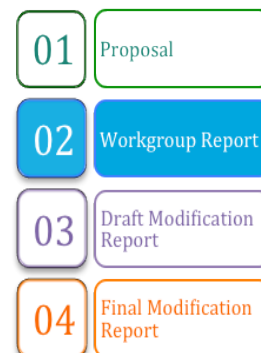 01 Proposal
02 Workgroup Report
03 Draft Modification
Report
04 Final Modification
Report